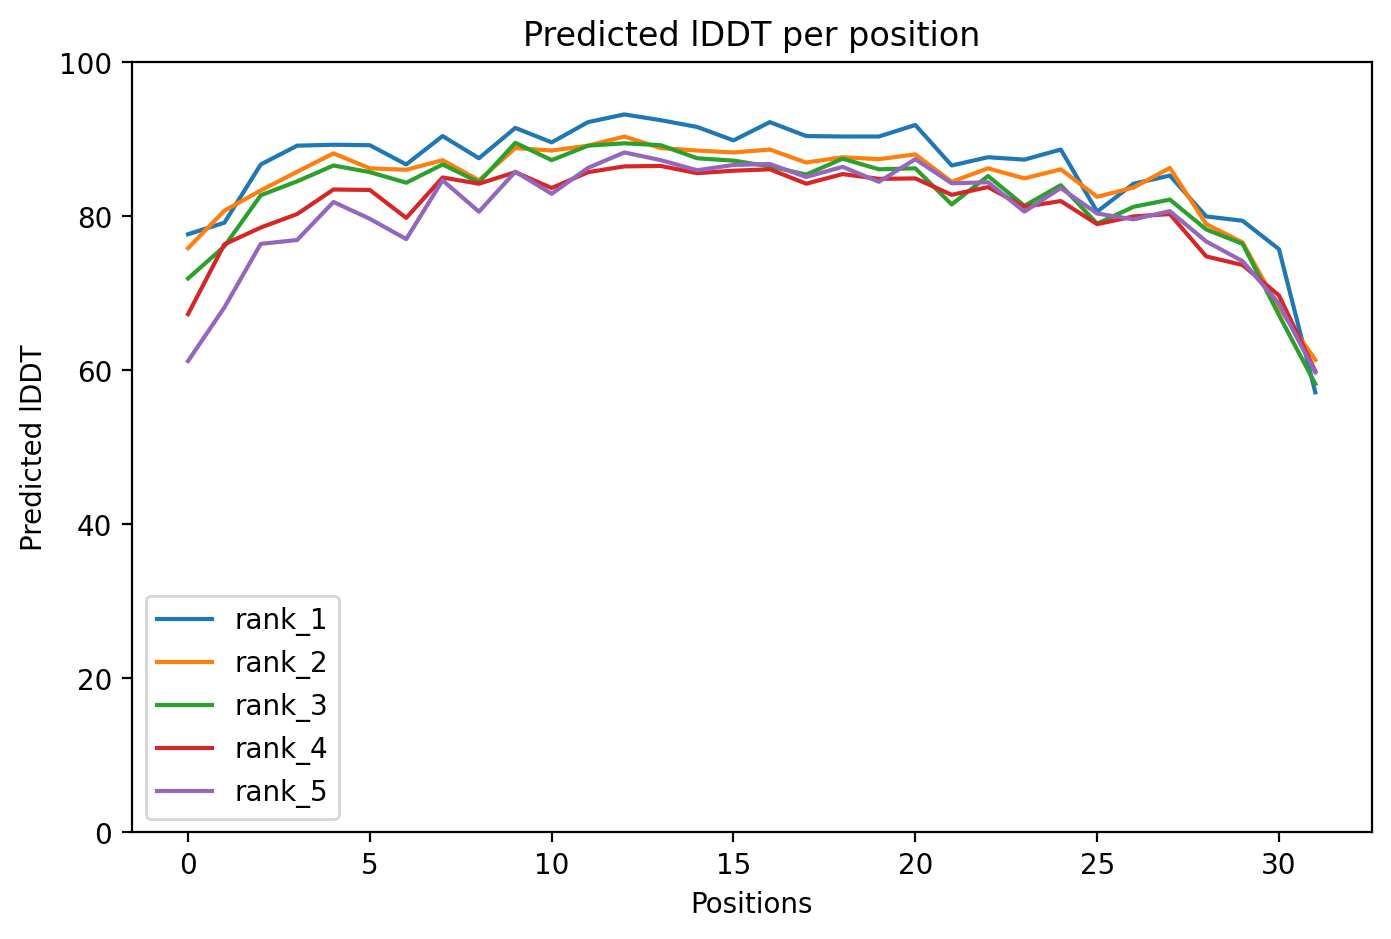 Predicted lDDT per position
100
80
60
40
20
0
Predicted lDDT
rank_1
rank_2
rank_3
rank_4
rank_5
0 5 10 15 20 25 30
Positions